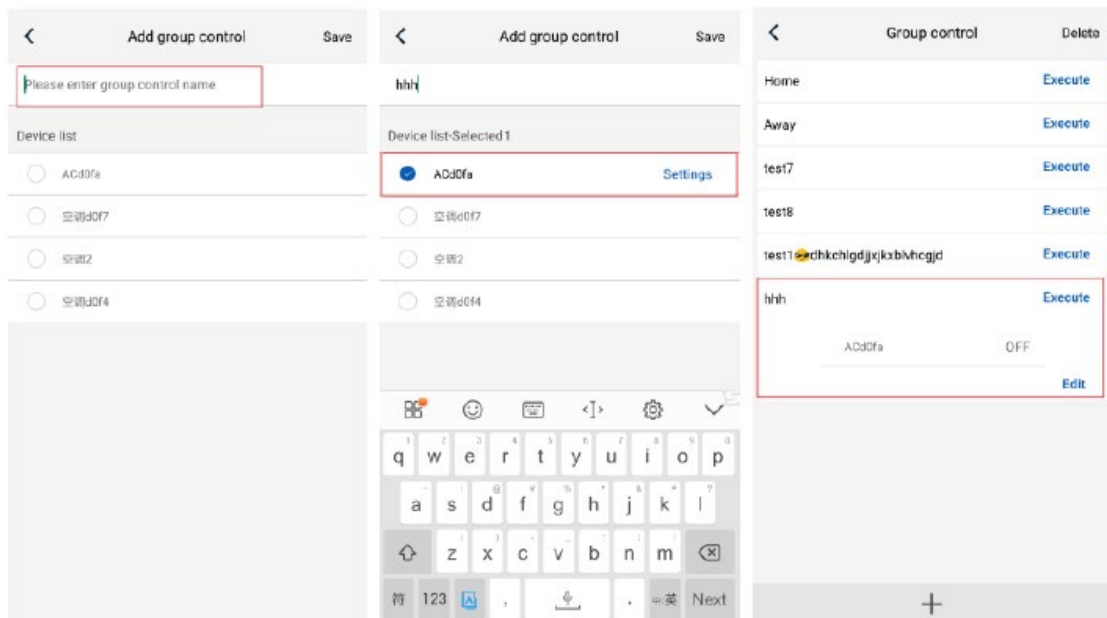 Add group control Save
Please enter group control name
Device list
ACd0fa
空调d0f7
空调2
空调d0f4
Add group control Save
hhh
Device list-Selected 1
ACd0fa Settings
空调d0f7
空调2
空调d0f4
q w e r t y u i o p
a s d f g h j k l
z x c v b n m
符 123 , . 中英 Next
Group control Delete
Home Execute
Away Execute
test7 Execute
test8 Execute
test1😎dhkchlgdjjxjkxblvhcgjd Execute
hhh Execute
ACd0fa OFF
Edit
+